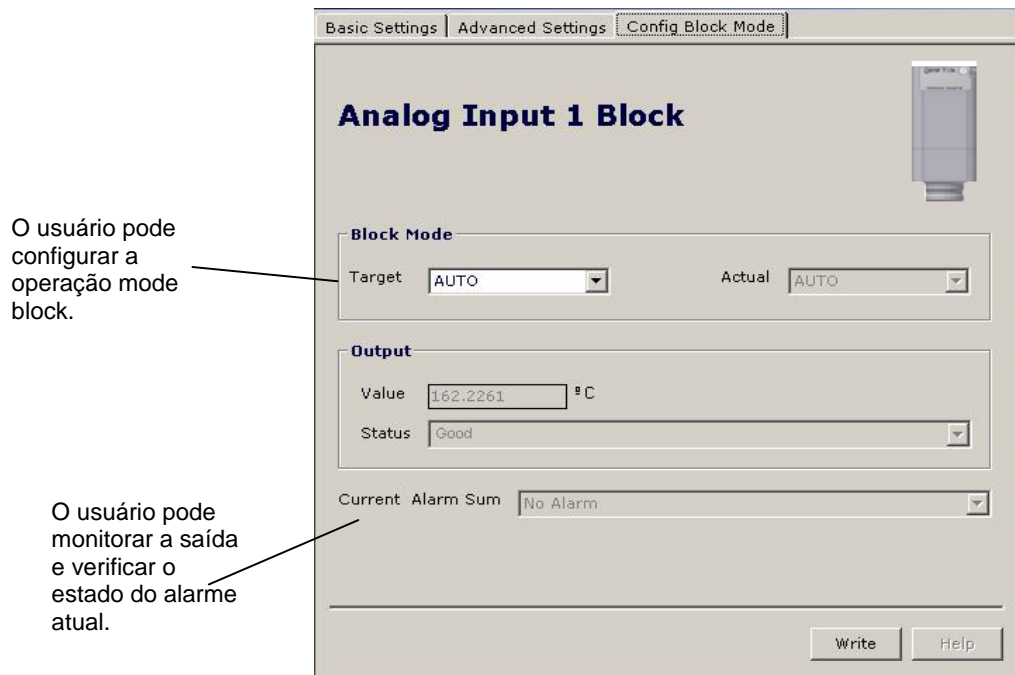 Basic Settings Advanced Settings Config Block Mode
Analog Input 1 Block
O usuário pode
configurar a
operação mode
block.
Block Mode
Target AUTO Actual AUTO
Output
Value 162.2261 ºC
Status Good
Current Alarm Sum No Alarm
O usuário pode
monitorar a saída
e verificar o
estado do alarme
atual.
Write Help